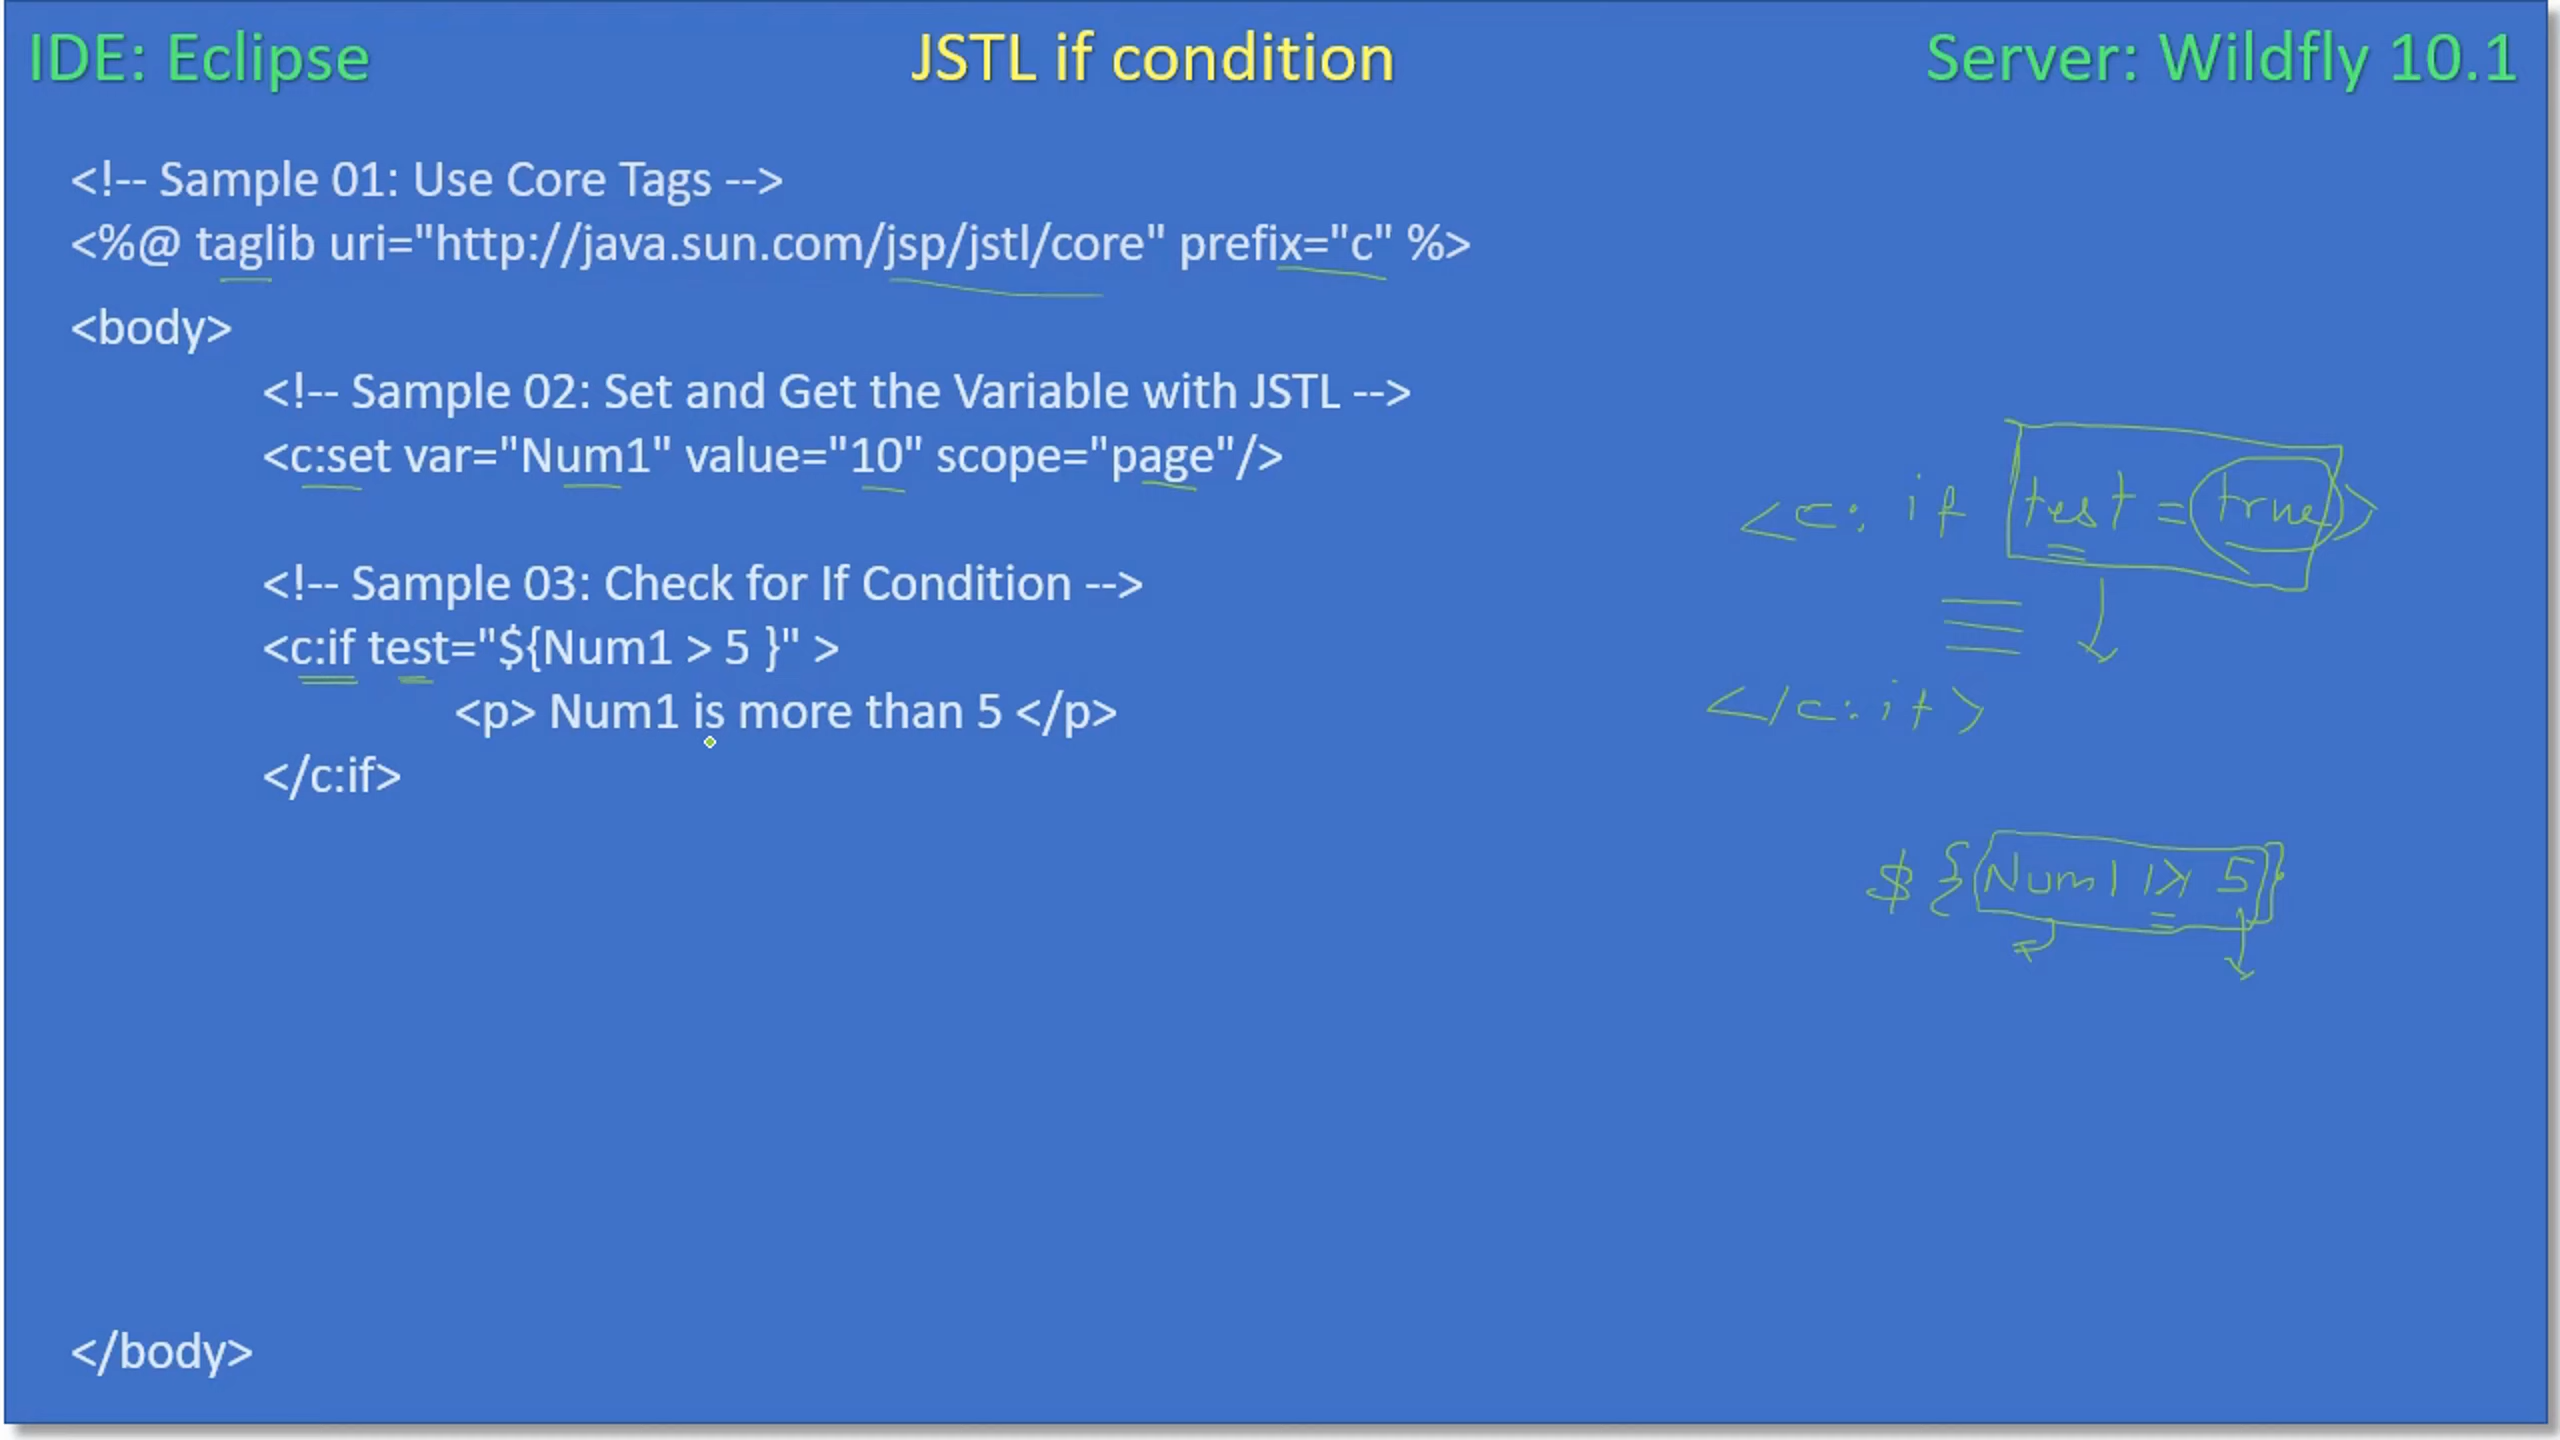 IDE: Eclipse
JSTL if condition
Server: Wildfly 10.1
<!-- Sample 01: Use Core Tags -->
<%@ taglib uri="http://java.sun.com/jsp/jstl/core" prefix="c" %>
<body>
<!-- Sample 02: Set and Get the Variable with JSTL -->
<c:set var="Num1" value="10" scope="page"/>
<!-- Sample 03: Check for If Condition -->
<c:if test="${Num1 > 5 }" >
<p> Num1 is more than 5 </p>
</c:if>
</body>
<c: if test = true>
</c:if>
${Num1 > 5}